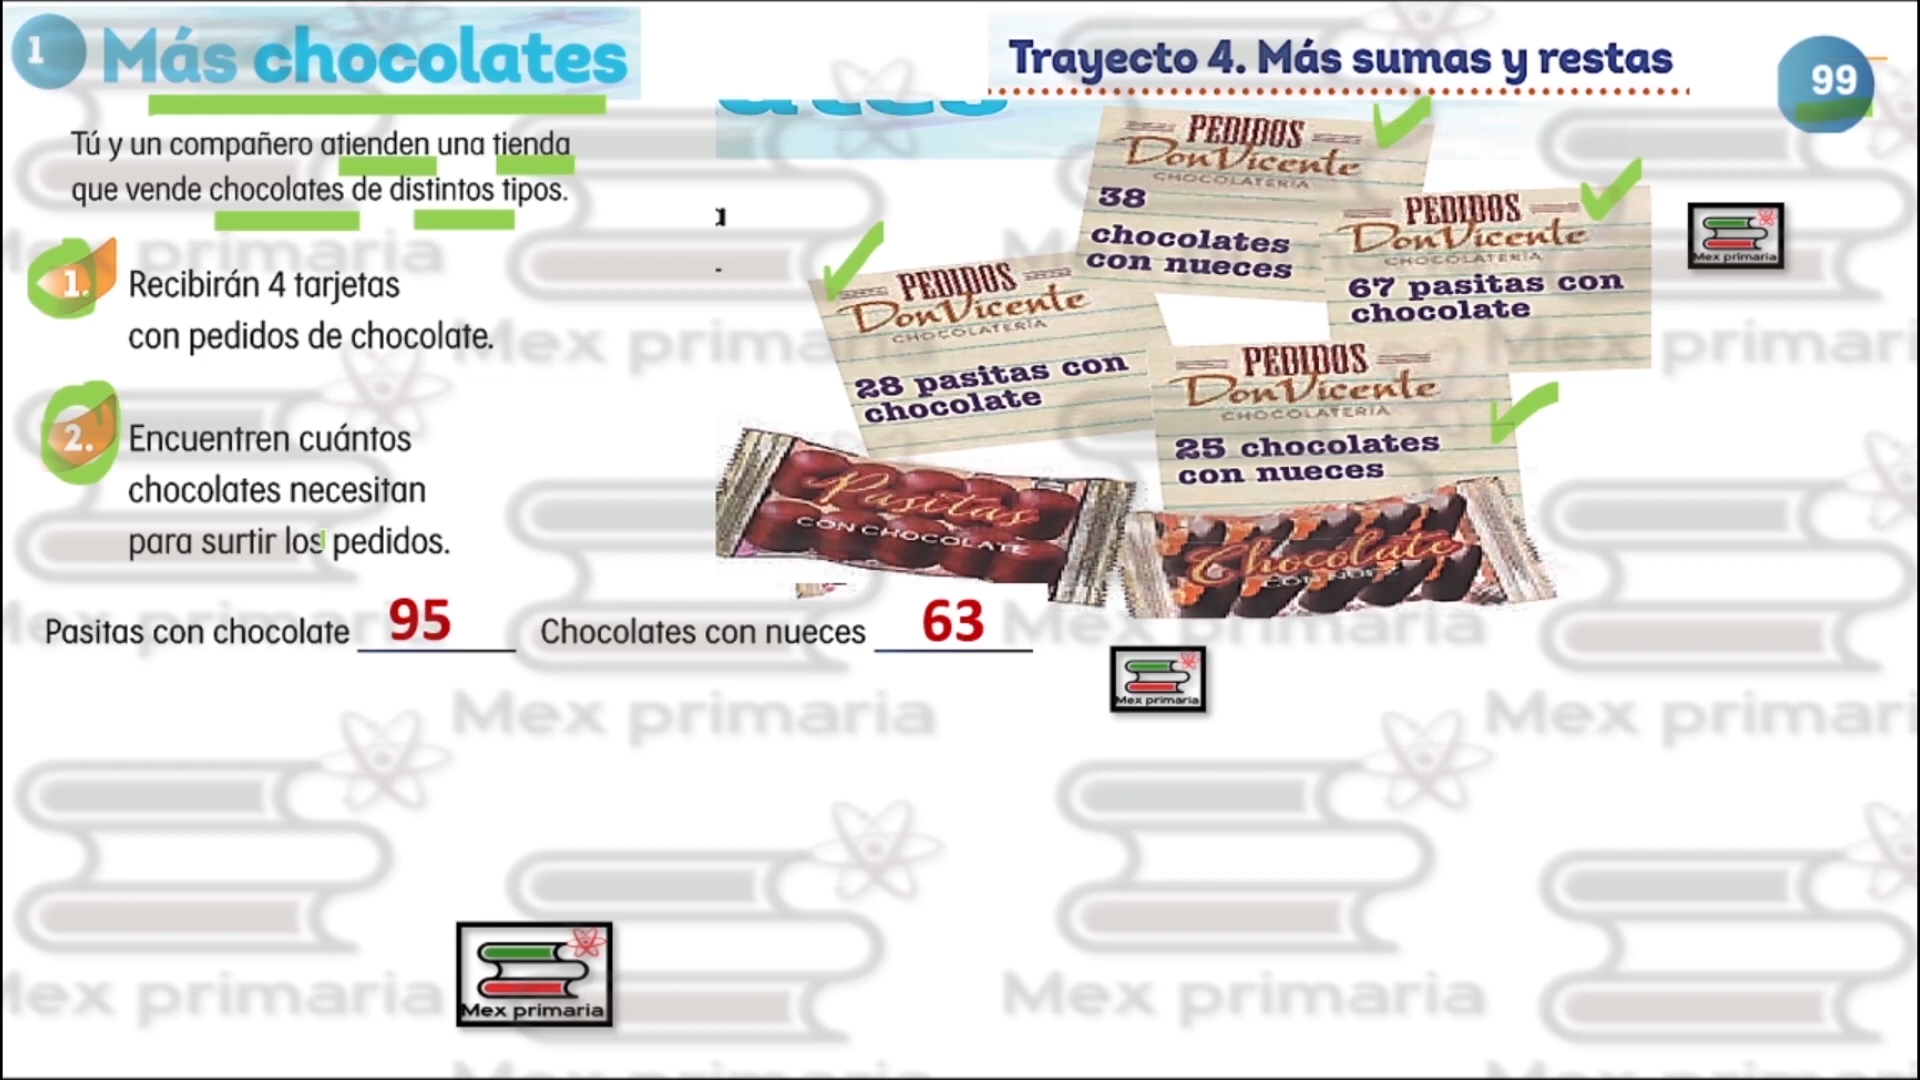 1 Más chocolates
Trayecto 4. Más sumas y restas
99
Tú y un compañero atienden una tienda
que vende chocolates de distintos tipos.
1. Recibirán 4 tarjetas
con pedidos de chocolate.
2. Encuentren cuántos
chocolates necesitan
para surtir los pedidos.
PEDIDOS
Don Vicente
CHOCOLATERÍA
38
chocolates
con nueces
PEDIDOS
Don Vicente
CHOCOLATERÍA
67 pasitas con
chocolate
PEDIDOS
Don Vicente
CHOCOLATERÍA
28 pasitas con
chocolate
PEDIDOS
Don Vicente
CHOCOLATERÍA
25 chocolates
con nueces
Pasitas
CON CHOCOLATE
Chocolate
Pasitas con chocolate 95 Chocolates con nueces 63
Mex primaria
Mex primaria
Mex primaria